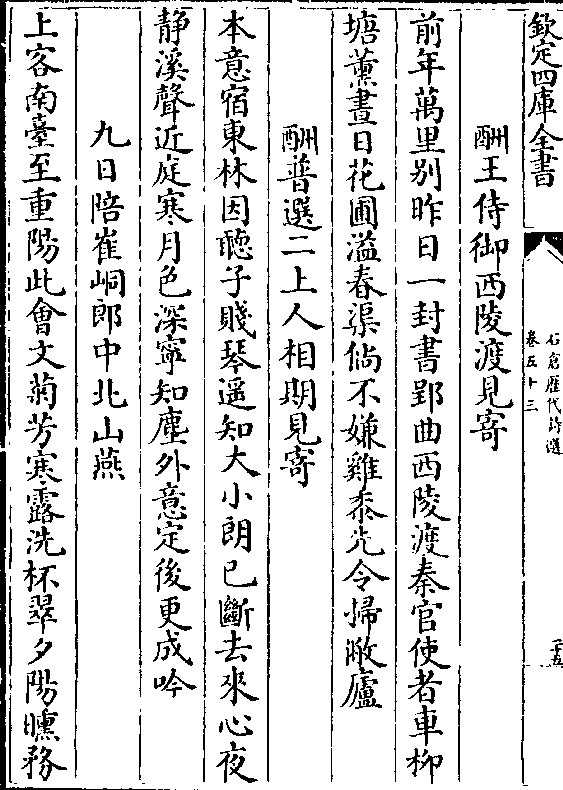 欽定四庫全書
石倉歷代詩選
卷五十三
二十五
酬王侍御西陵渡見寄
前年萬里别昨日一封書郢曲西陵渡秦官使者車柳
塘薰晝日花圃溢春渠倘不嫌雞黍先令掃敝廬
酬普選二上人相期見寄
本意宿東林因聽子賤琴遥知大小朗已斷去來心夜
静溪聲近庭寒月色深寧知塵外意定後更成吟
九日陪崔峒郎中北山燕
上客南臺至重陽此會文菊芳寒露洗杯翠夕陽曛務